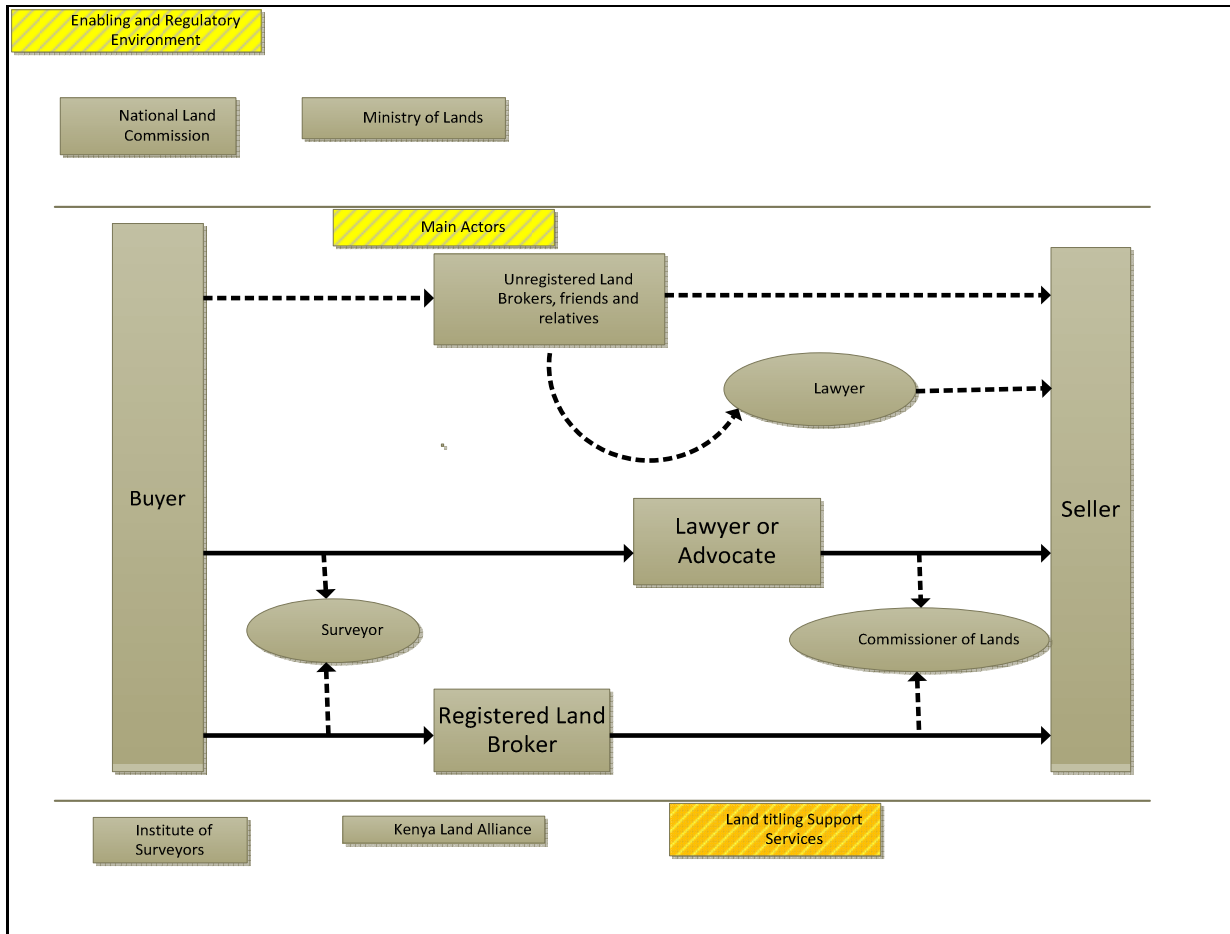 Enabling and Regulatory
Environment
National Land
Commission
Ministry of Lands
Main Actors
Unregistered Land
Brokers, friends and
relatives
Lawyer
Buyer
Seller
Lawyer or
Advocate
Surveyor
Commissioner of Lands
Registered Land
Broker
Institute of
Surveyors
Kenya Land Alliance
Land titling Support
Services